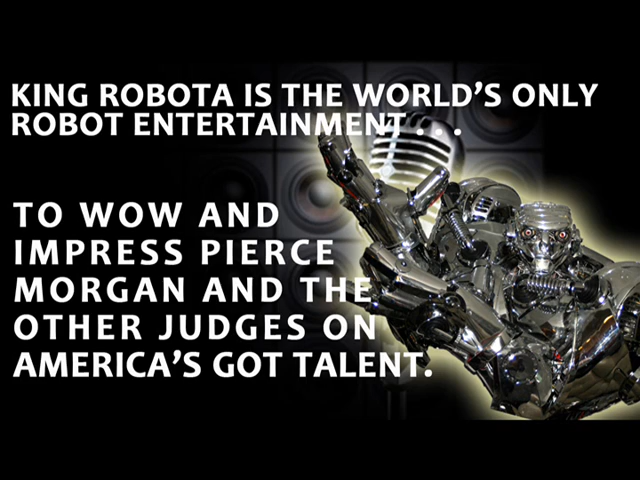 KING ROBOTA IS THE WORLD'S ONLY
ROBOT ENTERTAINMENT . . .
TO WOW AND
IMPRESS PIERCE
MORGAN AND THE
OTHER JUDGES ON
AMERICA'S GOT TALENT.